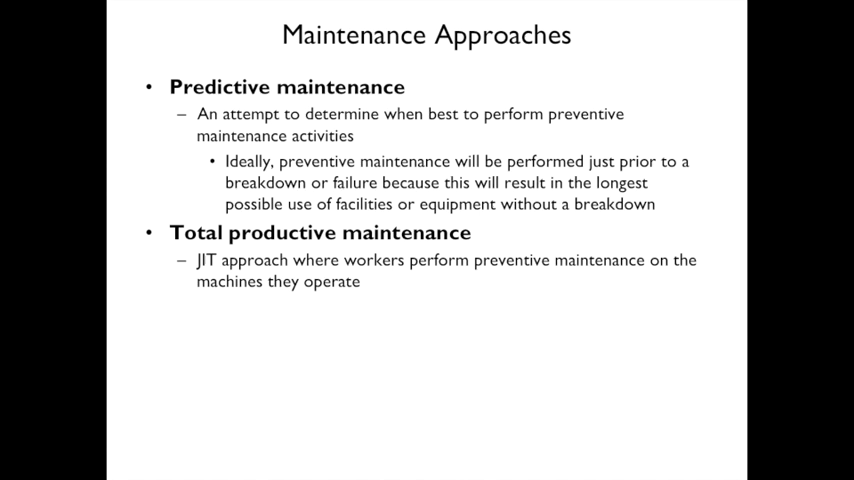 Maintenance Approaches
• Predictive maintenance
– An attempt to determine when best to perform preventive
maintenance activities
• Ideally, preventive maintenance will be performed just prior to a
breakdown or failure because this will result in the longest
possible use of facilities or equipment without a breakdown
• Total productive maintenance
– JIT approach where workers perform preventive maintenance on the
machines they operate